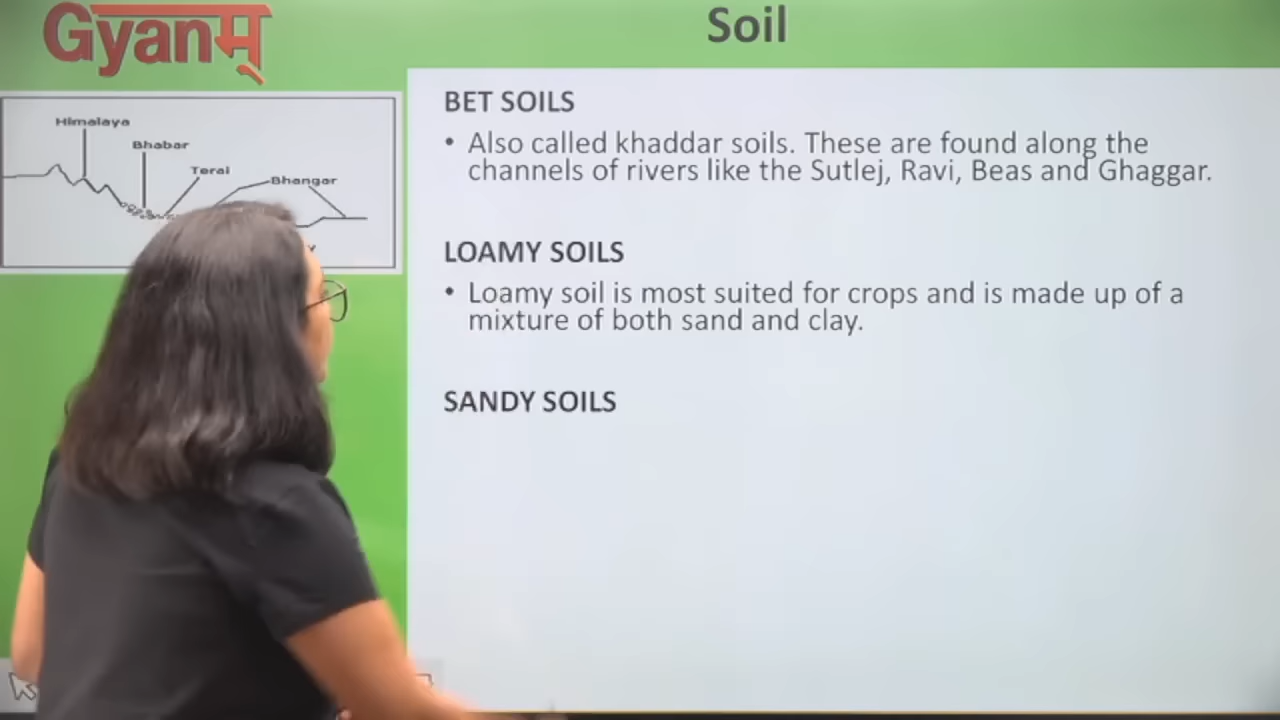 Gyanम्
Soil
Himalaya
Bhabar
Terai
Bhangar
BET SOILS
• Also called khaddar soils. These are found along the
channels of rivers like the Sutlej, Ravi, Beas and Ghaggar.
LOAMY SOILS
• Loamy soil is most suited for crops and is made up of a
mixture of both sand and clay.
SANDY SOILS